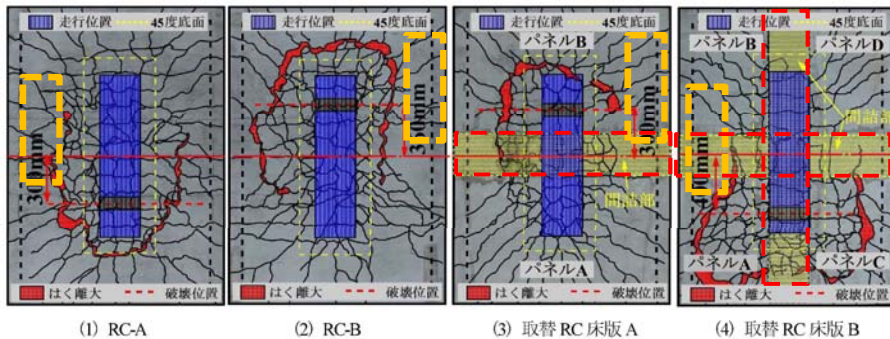 走行位置 45度底面
300mm
はく離大 破壊位置
(1) RC-A
走行位置 45度底面
300mm
はく離大 破壊位置
(2) RC-B
走行位置 45度底面
パネルB
300mm
間詰部
パネルA
はく離大 破壊位置
(3) 取替 RC 床版 A
走行位置 45度底面
パネルB パネルD
間詰部
パネルA パネルC
はく離大 破壊位置
(4) 取替 RC 床版 B